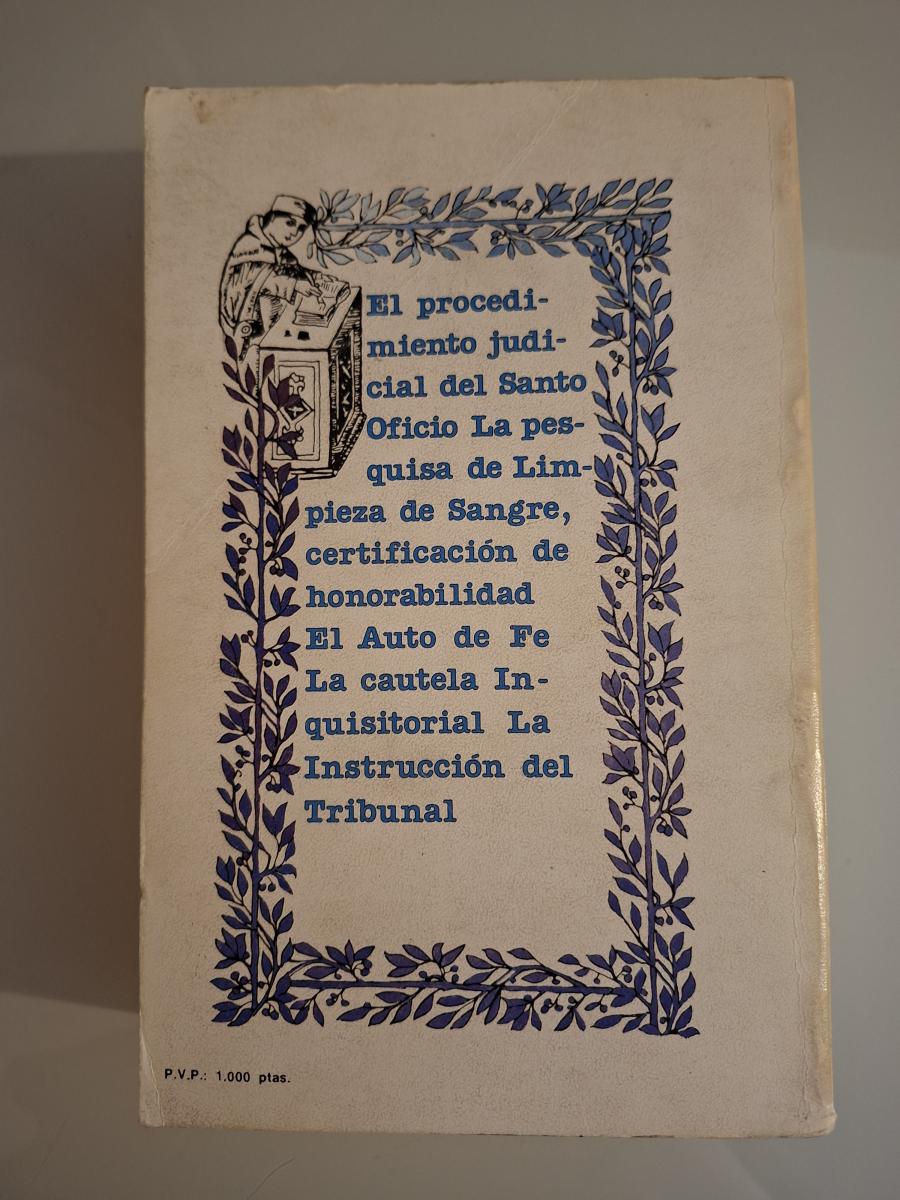 El procedi-
miento judi-
cial del Santo
Oficio La pes-
quisa de Lim-
pieza de Sangre,
certificación de
honorabilidad
El Auto de Fe
La cautela In-
quisitorial La
Instrucción del
Tribunal
P.V.P.: 1.000 ptas.